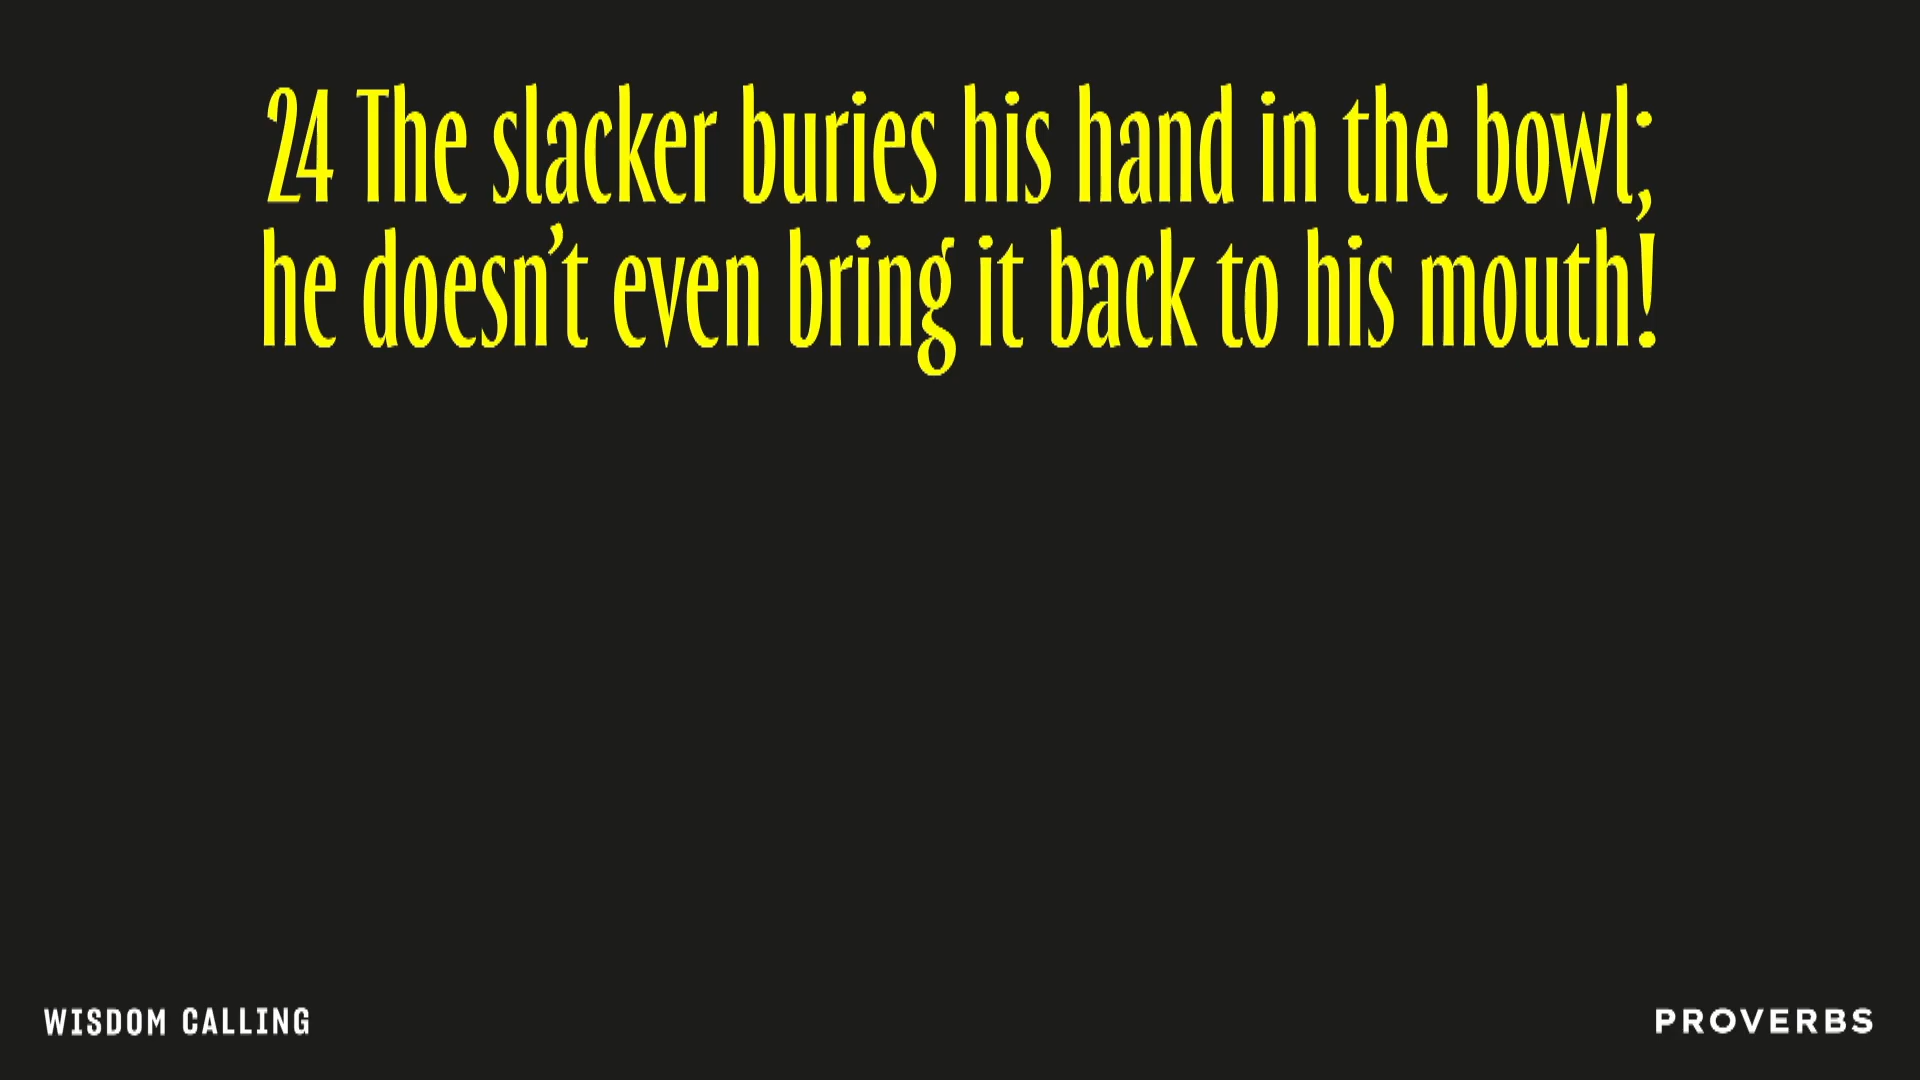 24 The slacker buries his hand in the bowl;
he doesn’t even bring it back to his mouth!
WISDOM CALLING
PROVERBS